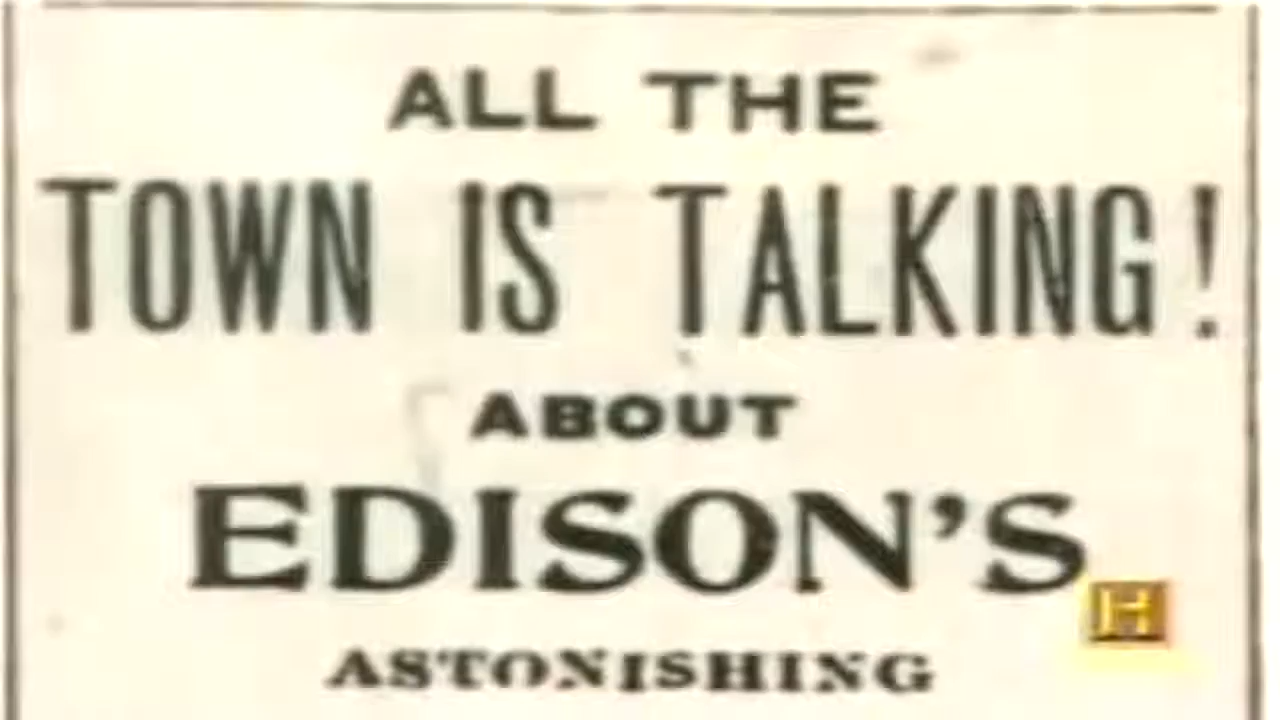 ALL THE
TOWN IS TALKING!
ABOUT
EDISON'S
H
ASTONISHING